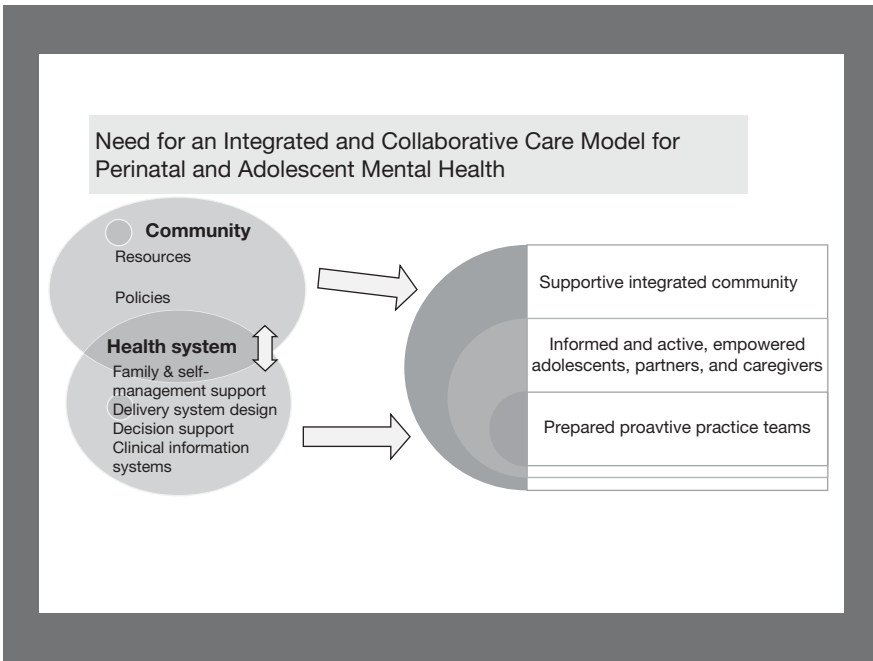 Need for an Integrated and Collaborative Care Model for
Perinatal and Adolescent Mental Health
Community
Resources
Policies
Health system
Family & self-
management support
Delivery system design
Decision support
Clinical information
systems
Supportive integrated community
Informed and active, empowered
adolescents, partners, and caregivers
Prepared proavtive practice teams